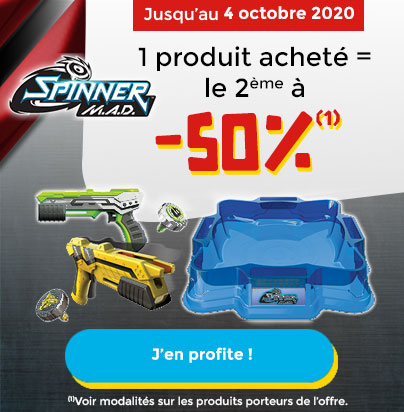 Jusqu'au 4 octobre 2020
SPINNER
M.A.D.
1 produit acheté =
le 2ème à
-50%(1)
SPINNER
J'en profite !
(1)Voir modalités sur les produits porteurs de l'offre.